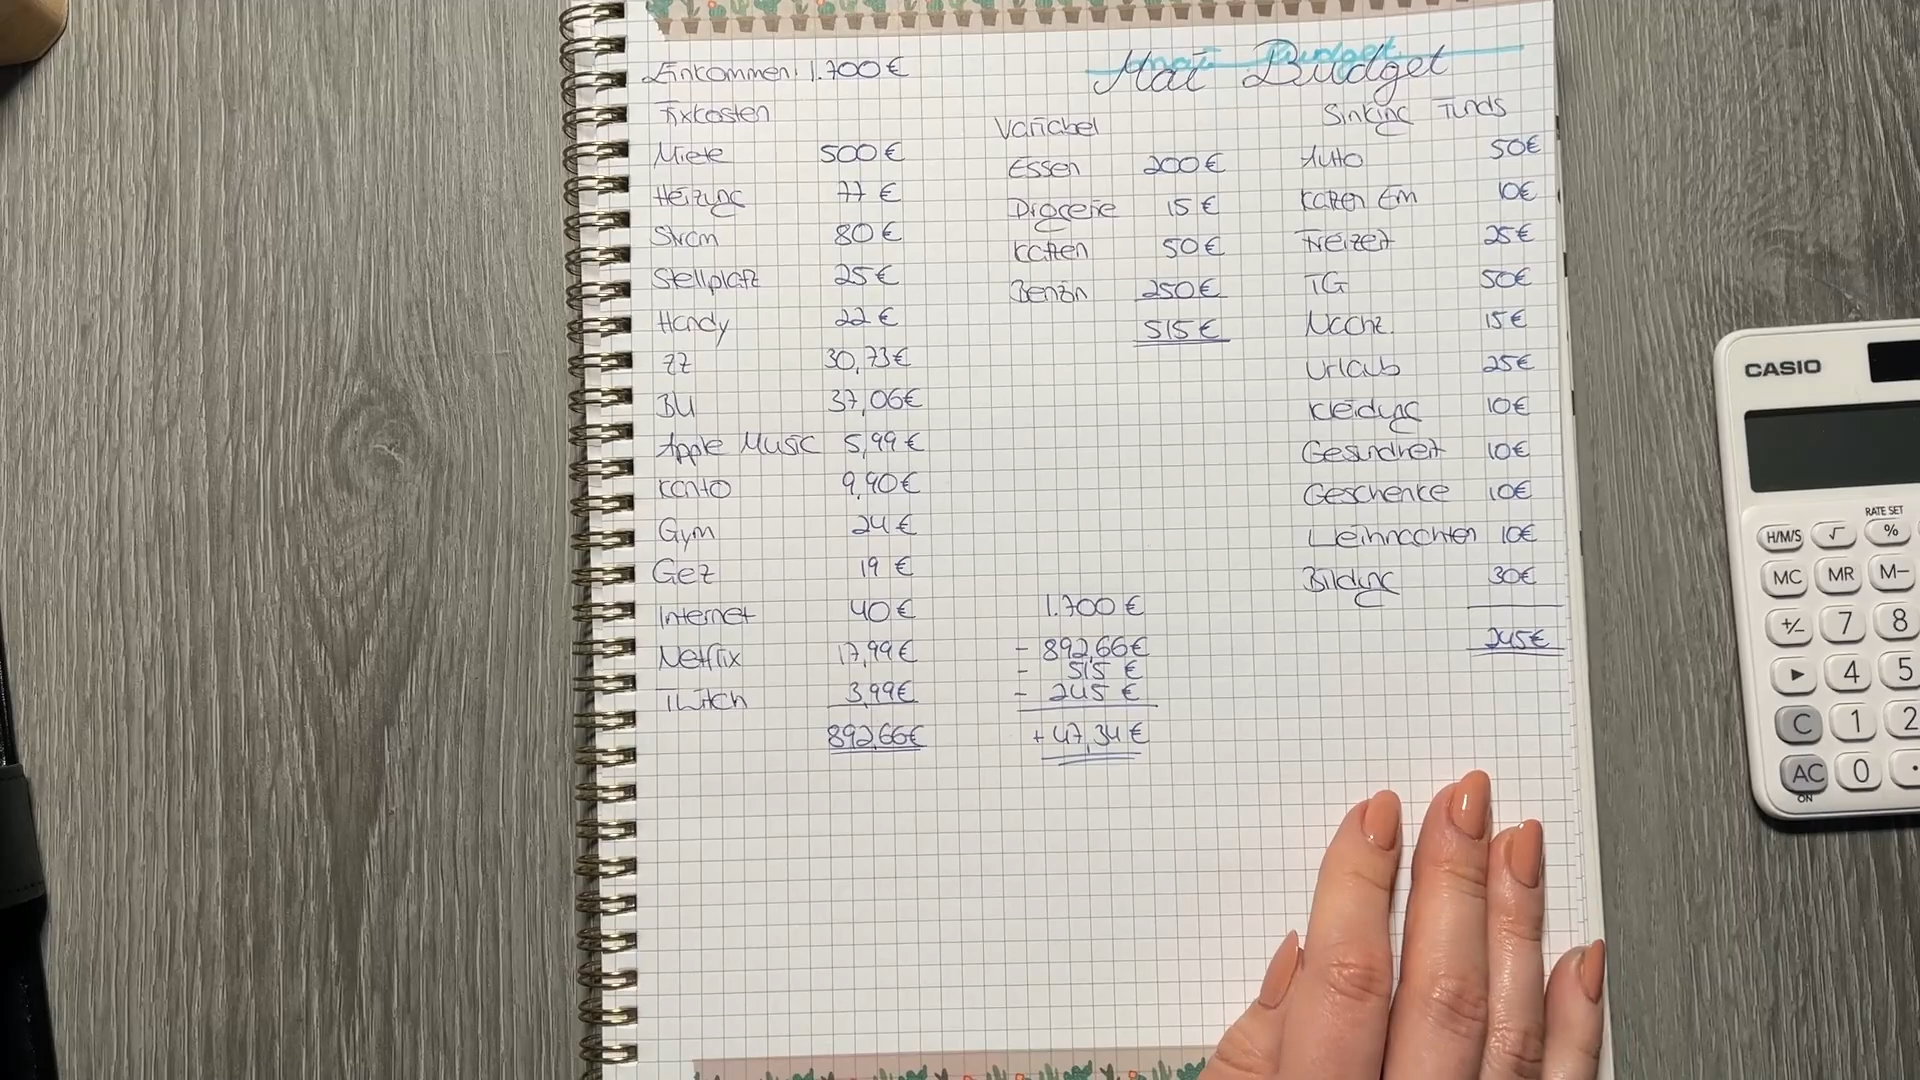 Mai Budget
Einkommen: 1.700€
Fixkosten
Miete 500€
Heizung 77€
Strom 80€
Stellplatz 25€
Handy 22€
ZZ 30,73€
BU 37,06€
Apple Music 5,99€
Konto 9,90€
Gym 24€
Gez 19€
Internet 40€
Netflix 17,99€
Twitch 3,99€
892,66€
Variabel
Essen 200€
Drogerie 15€
Katzen 50€
Benzin 250€
515€
1.700€
- 892,66€
- 515€
- 245€
+ 47,34€
Sinking Funds
Auto 50€
Katzen Em 10€
Freizeit 25€
TG 50€
Nachz. 15€
Urlaub 25€
Kleidung 10€
Gesundheit 10€
Geschenke 10€
Weihnachten 10€
Bildung 30€
245€
CASIO
RATE SET
H/M/S √ %
MC MR M−
+/− 7 8
▶ 4 5
C 1 2
AC 0 ·
ON